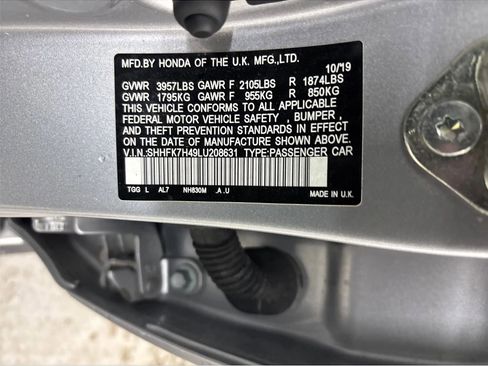 MFD.BY HONDA OF THE U.K. MFG.,LTD.
10/19
GVWR 3957LBS GAWR F 2105LBS R 1874LBS
GVWR 1795KG GAWR F 955KG R 850KG
THIS VEHICLE CONFORMS TO ALL APPLICABLE
FEDERAL MOTOR VEHICLE SAFETY , BUMPER ,
AND THEFT PREVENTION STANDARDS IN EFFECT
ON THE DATE OF MANUFACTURE SHOWN ABOVE.
V.I.N.:SHHFK7H49LU208631 TYPE:PASSENGER CAR
TGG L AL7 NH830M .A .U MADE IN U.K.